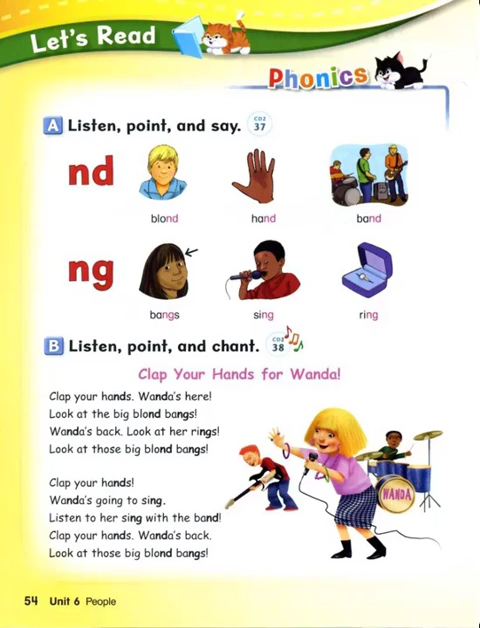 Let's Read
Phonics
A Listen, point, and say. CD2 37
nd
blond hand band
ng
bangs sing ring
B Listen, point, and chant. CD2 38
Clap Your Hands for Wanda!
Clap your hands. Wanda's here!
Look at the big blond bangs!
Wanda's back. Look at her rings!
Look at those big blond bangs!
Clap your hands!
Wanda's going to sing.
Listen to her sing with the band!
Clap your hands. Wanda's back.
Look at those big blond bangs!
WANDA
54 Unit 6 People